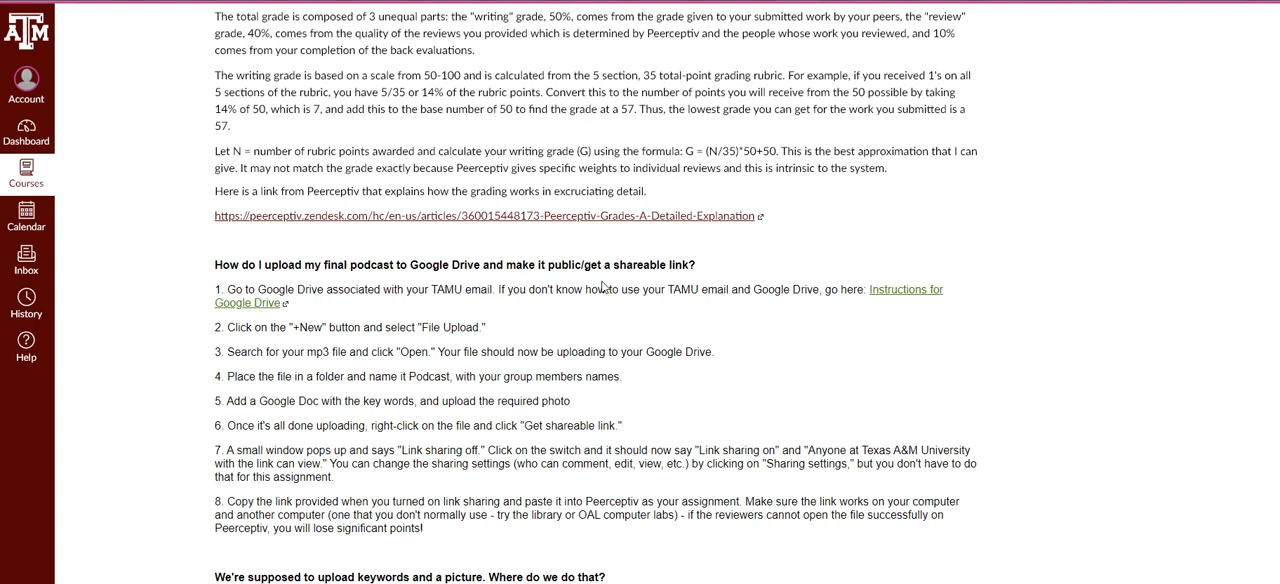 The total grade is composed of 3 unequal parts: the "writing" grade, 50%, comes from the grade given to your submitted work by your peers, the "review"
grade, 40%, comes from the quality of the reviews you provided which is determined by Peerceptiv and the people whose work you reviewed, and 10%
comes from your completion of the back evaluations.
The writing grade is based on a scale from 50-100 and is calculated from the 5 section, 35 total-point grading rubric. For example, if you received 1's on all
5 sections of the rubric, you have 5/35 or 14% of the rubric points. Convert this to the number of points you will receive from the 50 possible by taking
14% of 50, which is 7, and add this to the base number of 50 to find the grade at a 57. Thus, the lowest grade you can get for the work you submitted is a
57.
Let N = number of rubric points awarded and calculate your writing grade (G) using the formula: G = (N/35)*50+50. This is the best approximation that I can
give. It may not match the grade exactly because Peerceptiv gives specific weights to individual reviews and this is intrinsic to the system.
Here is a link from Peerceptiv that explains how the grading works in excruciating detail.
https://peerceptiv.zendesk.com/hc/en-us/articles/360015448173-Peerceptiv-Grades-A-Detailed-Explanation
How do I upload my final podcast to Google Drive and make it public/get a shareable link?
1. Go to Google Drive associated with your TAMU email. If you don't know how to use your TAMU email and Google Drive, go here: Instructions for
Google Drive
2. Click on the "+New" button and select "File Upload."
3. Search for your mp3 file and click "Open." Your file should now be uploading to your Google Drive.
4. Place the file in a folder and name it Podcast, with your group members names.
5. Add a Google Doc with the key words, and upload the required photo
6. Once it's all done uploading, right-click on the file and click "Get shareable link."
7. A small window pops up and says "Link sharing off." Click on the switch and it should now say "Link sharing on" and "Anyone at Texas A&M University
with the link can view." You can change the sharing settings (who can comment, edit, view, etc.) by clicking on "Sharing settings," but you don't have to do
that for this assignment.
8. Copy the link provided when you turned on link sharing and paste it into Peerceptiv as your assignment. Make sure the link works on your computer
and another computer (one that you don't normally use - try the library or OAL computer labs) - if the reviewers cannot open the file successfully on
Peerceptiv, you will lose significant points!
We're supposed to upload keywords and a picture. Where do we do that?
ATM
Account
Dashboard
Courses
Calendar
Inbox
History
Help